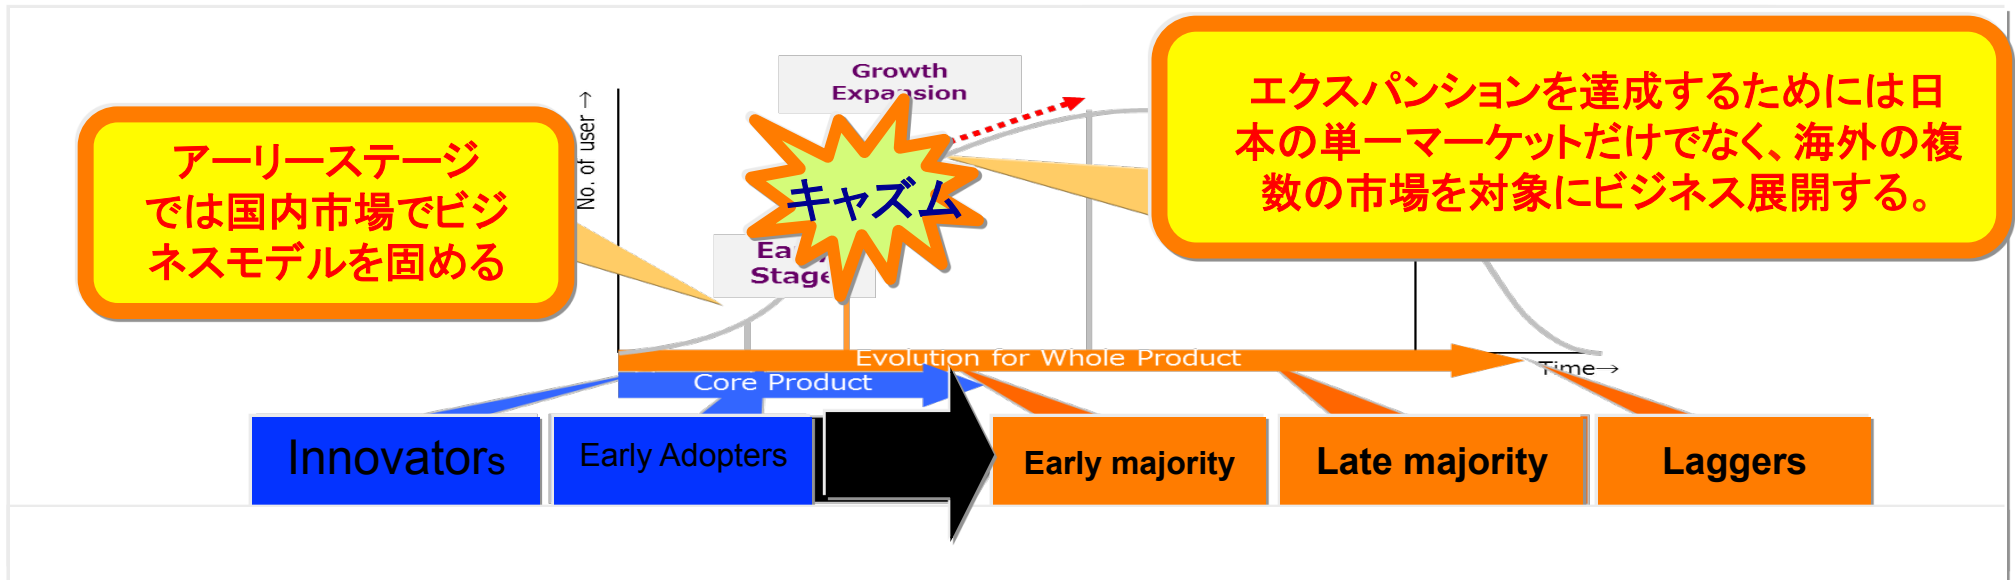 Growth
Expansion
エクスパンションを達成するためには日
本の単一マーケットだけでなく、海外の複
数の市場を対象にビジネス展開する。
アーリーステージ
では国内市場でビジ
ネスモデルを固める
No. of user →
キャズム
Stage
Evolution for Whole Product
Core Product
Time→
Innovators
Early Adopters
Early majority
Late majority
Laggers